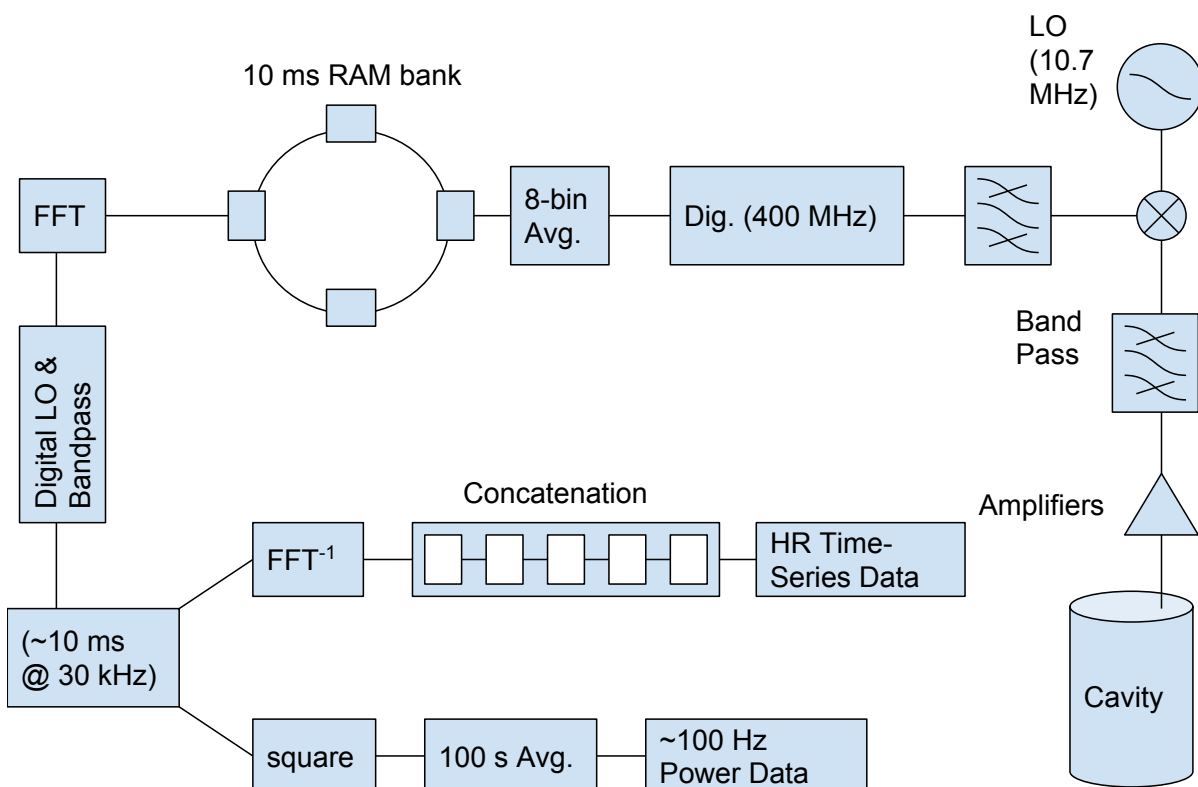 LO
(10.7
MHz)
10 ms RAM bank
FFT
8-bin
Avg.
Dig. (400 MHz)
Band
Pass
Digital LO &
Bandpass
Amplifiers
Concatenation
FFT-1
HR Time-
Series Data
(~10 ms
@ 30 kHz)
Cavity
square
100 s Avg.
~100 Hz
Power Data